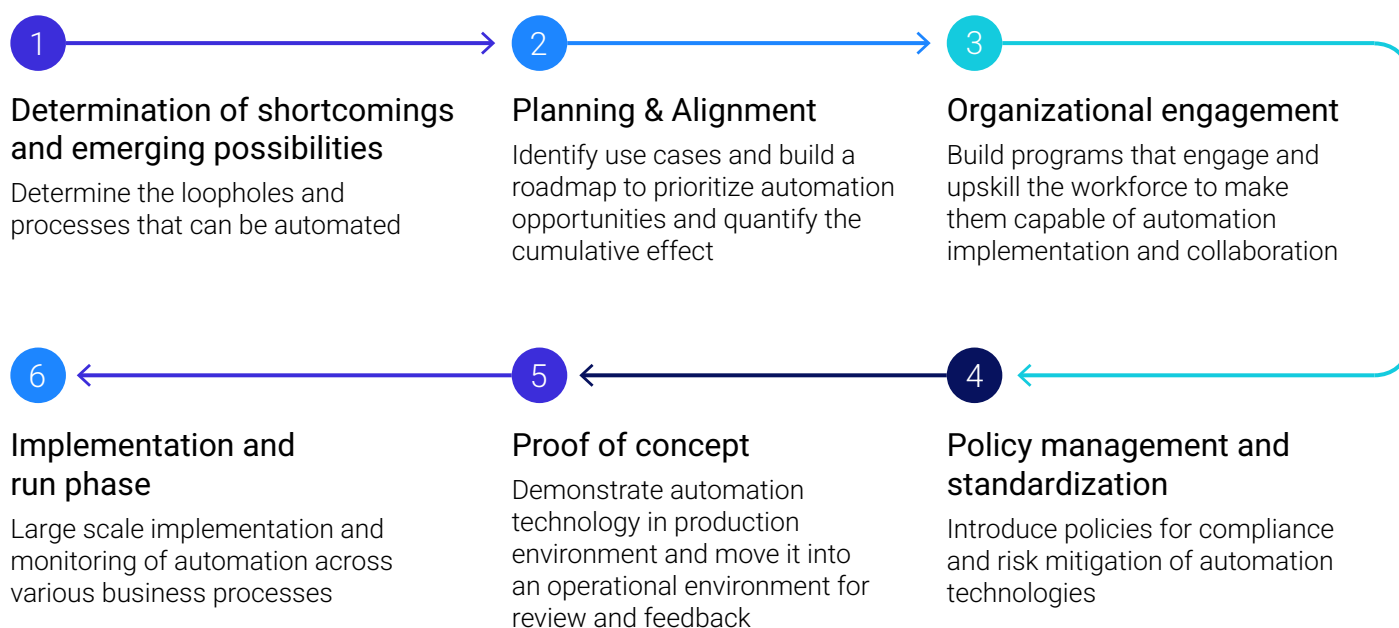 1
Determination of shortcomings
and emerging possibilities
Determine the loopholes and
processes that can be automated
2
Planning & Alignment
Identify use cases and build a
roadmap to prioritize automation
opportunities and quantify the
cumulative effect
3
Organizational engagement
Build programs that engage and
upskill the workforce to make
them capable of automation
implementation and collaboration
4
Policy management and
standardization
Introduce policies for compliance
and risk mitigation of automation
technologies
5
Proof of concept
Demonstrate automation
technology in production
environment and move it into
an operational environment for
review and feedback
6
Implementation and
run phase
Large scale implementation and
monitoring of automation across
various business processes